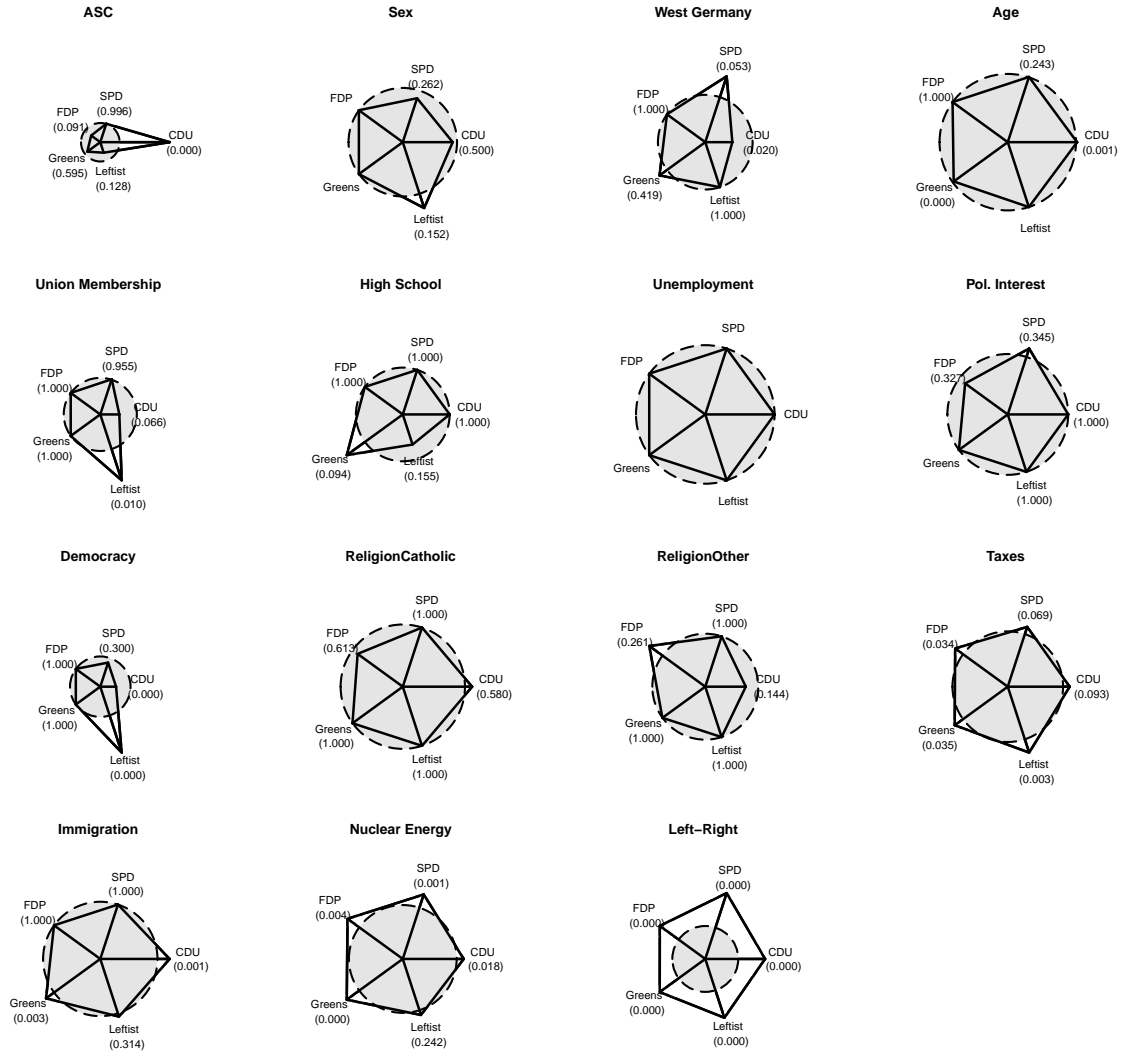 ASC
SPD
(0.996)
FDP
(0.091)
CDU
(0.000)
Greens
(0.595)
Leftist
(0.128)
Sex
SPD
(0.262)
FDP
CDU
(0.500)
Greens
Leftist
(0.152)
West Germany
SPD
(0.053)
FDP
(1.000)
CDU
(0.020)
Greens
(0.419)
Leftist
(1.000)
Age
SPD
(0.243)
FDP
(1.000)
CDU
(0.001)
Greens
(0.000)
Leftist
Union Membership
SPD
(0.955)
FDP
(1.000)
CDU
(0.066)
Greens
(1.000)
Leftist
(0.010)
High School
SPD
(1.000)
FDP
(1.000)
CDU
(1.000)
Greens
(0.094)
Leftist
(0.155)
Unemployment
SPD
FDP
CDU
Greens
Leftist
Pol. Interest
SPD
(0.345)
FDP
(0.327)
CDU
(1.000)
Greens
Leftist
(1.000)
Democracy
SPD
(0.300)
FDP
(1.000)
CDU
(0.000)
Greens
(1.000)
Leftist
(0.000)
ReligionCatholic
SPD
(1.000)
FDP
(0.613)
CDU
(0.580)
Greens
(1.000)
Leftist
(1.000)
ReligionOther
SPD
(1.000)
FDP
(0.261)
CDU
(0.144)
Greens
(1.000)
Leftist
(1.000)
Taxes
SPD
(0.069)
FDP
(0.034)
CDU
(0.093)
Greens
(0.035)
Leftist
(0.003)
Immigration
SPD
(1.000)
FDP
(1.000)
CDU
(0.001)
Greens
(0.003)
Leftist
(0.314)
Nuclear Energy
SPD
(0.001)
FDP
(0.004)
CDU
(0.018)
Greens
(0.000)
Leftist
(0.242)
Left−Right
SPD
(0.000)
FDP
(0.000)
CDU
(0.000)
Greens
(0.000)
Leftist
(0.000)